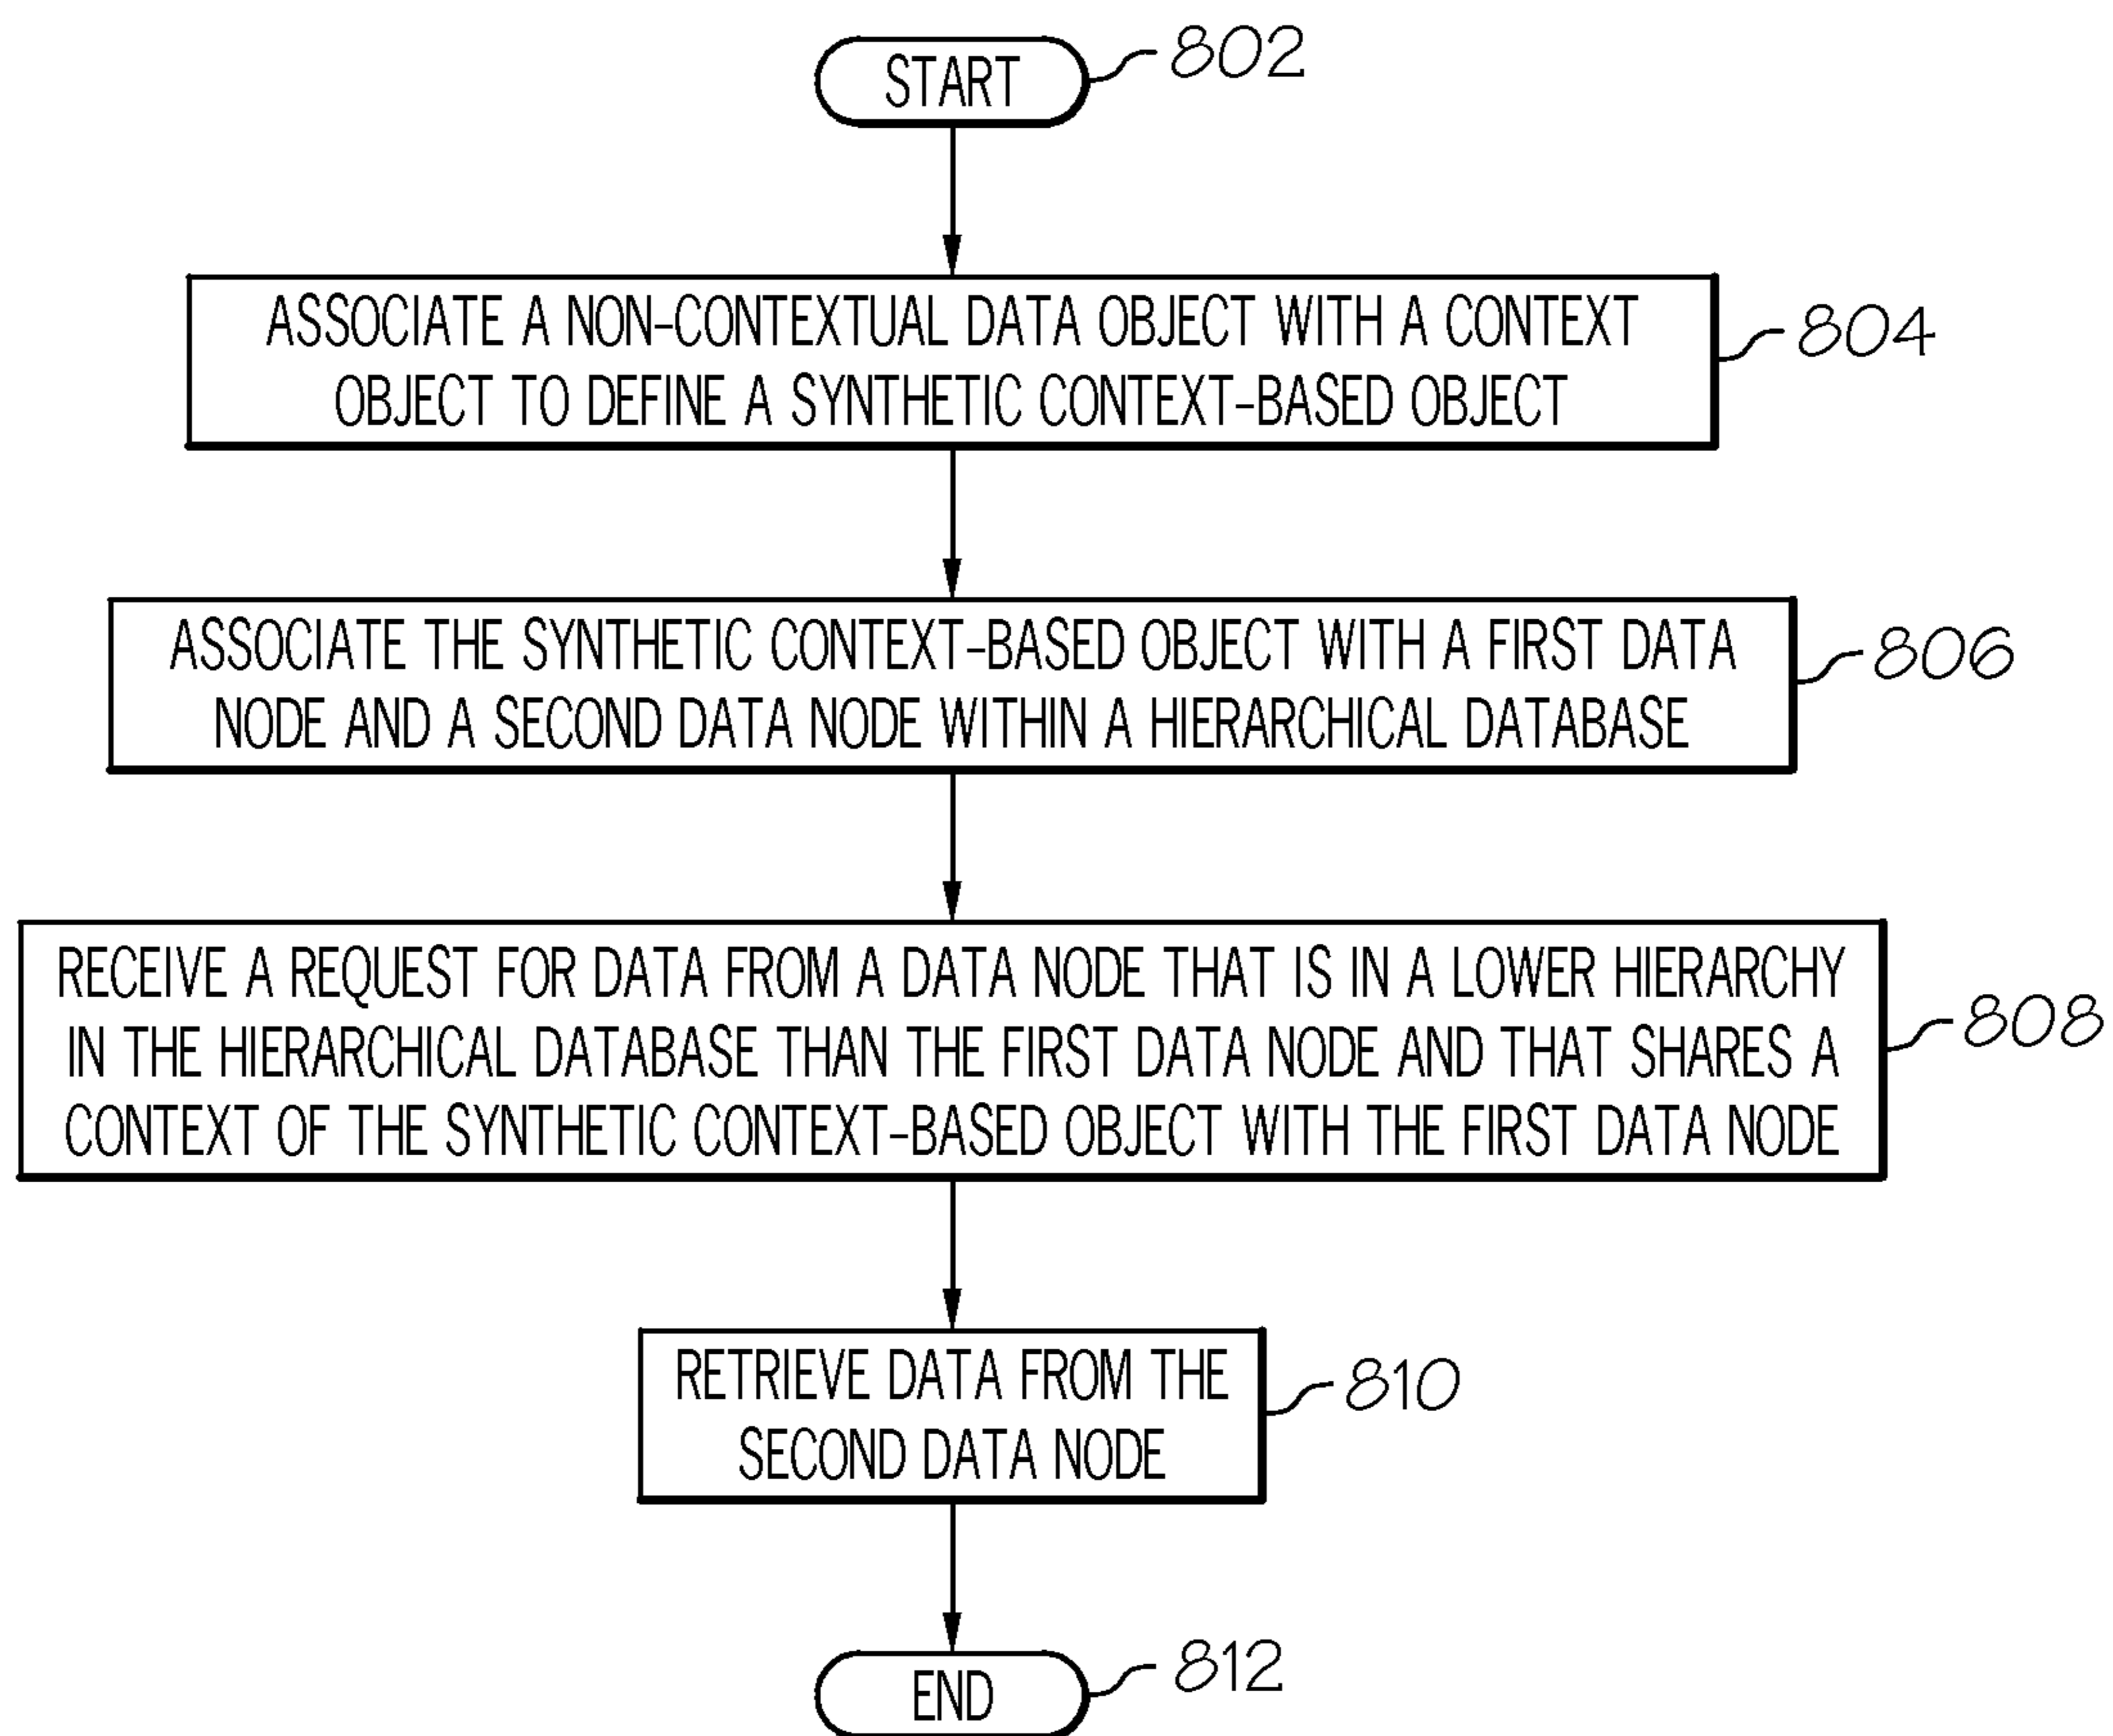 START
802
ASSOCIATE A NON-CONTEXTUAL DATA OBJECT WITH A CONTEXT
OBJECT TO DEFINE A SYNTHETIC CONTEXT-BASED OBJECT
804
ASSOCIATE THE SYNTHETIC CONTEXT-BASED OBJECT WITH A FIRST DATA
NODE AND A SECOND DATA NODE WITHIN A HIERARCHICAL DATABASE
806
RECEIVE A REQUEST FOR DATA FROM A DATA NODE THAT IS IN A LOWER HIERARCHY
IN THE HIERARCHICAL DATABASE THAN THE FIRST DATA NODE AND THAT SHARES A
CONTEXT OF THE SYNTHETIC CONTEXT-BASED OBJECT WITH THE FIRST DATA NODE
808
RETRIEVE DATA FROM THE
SECOND DATA NODE
810
END
812